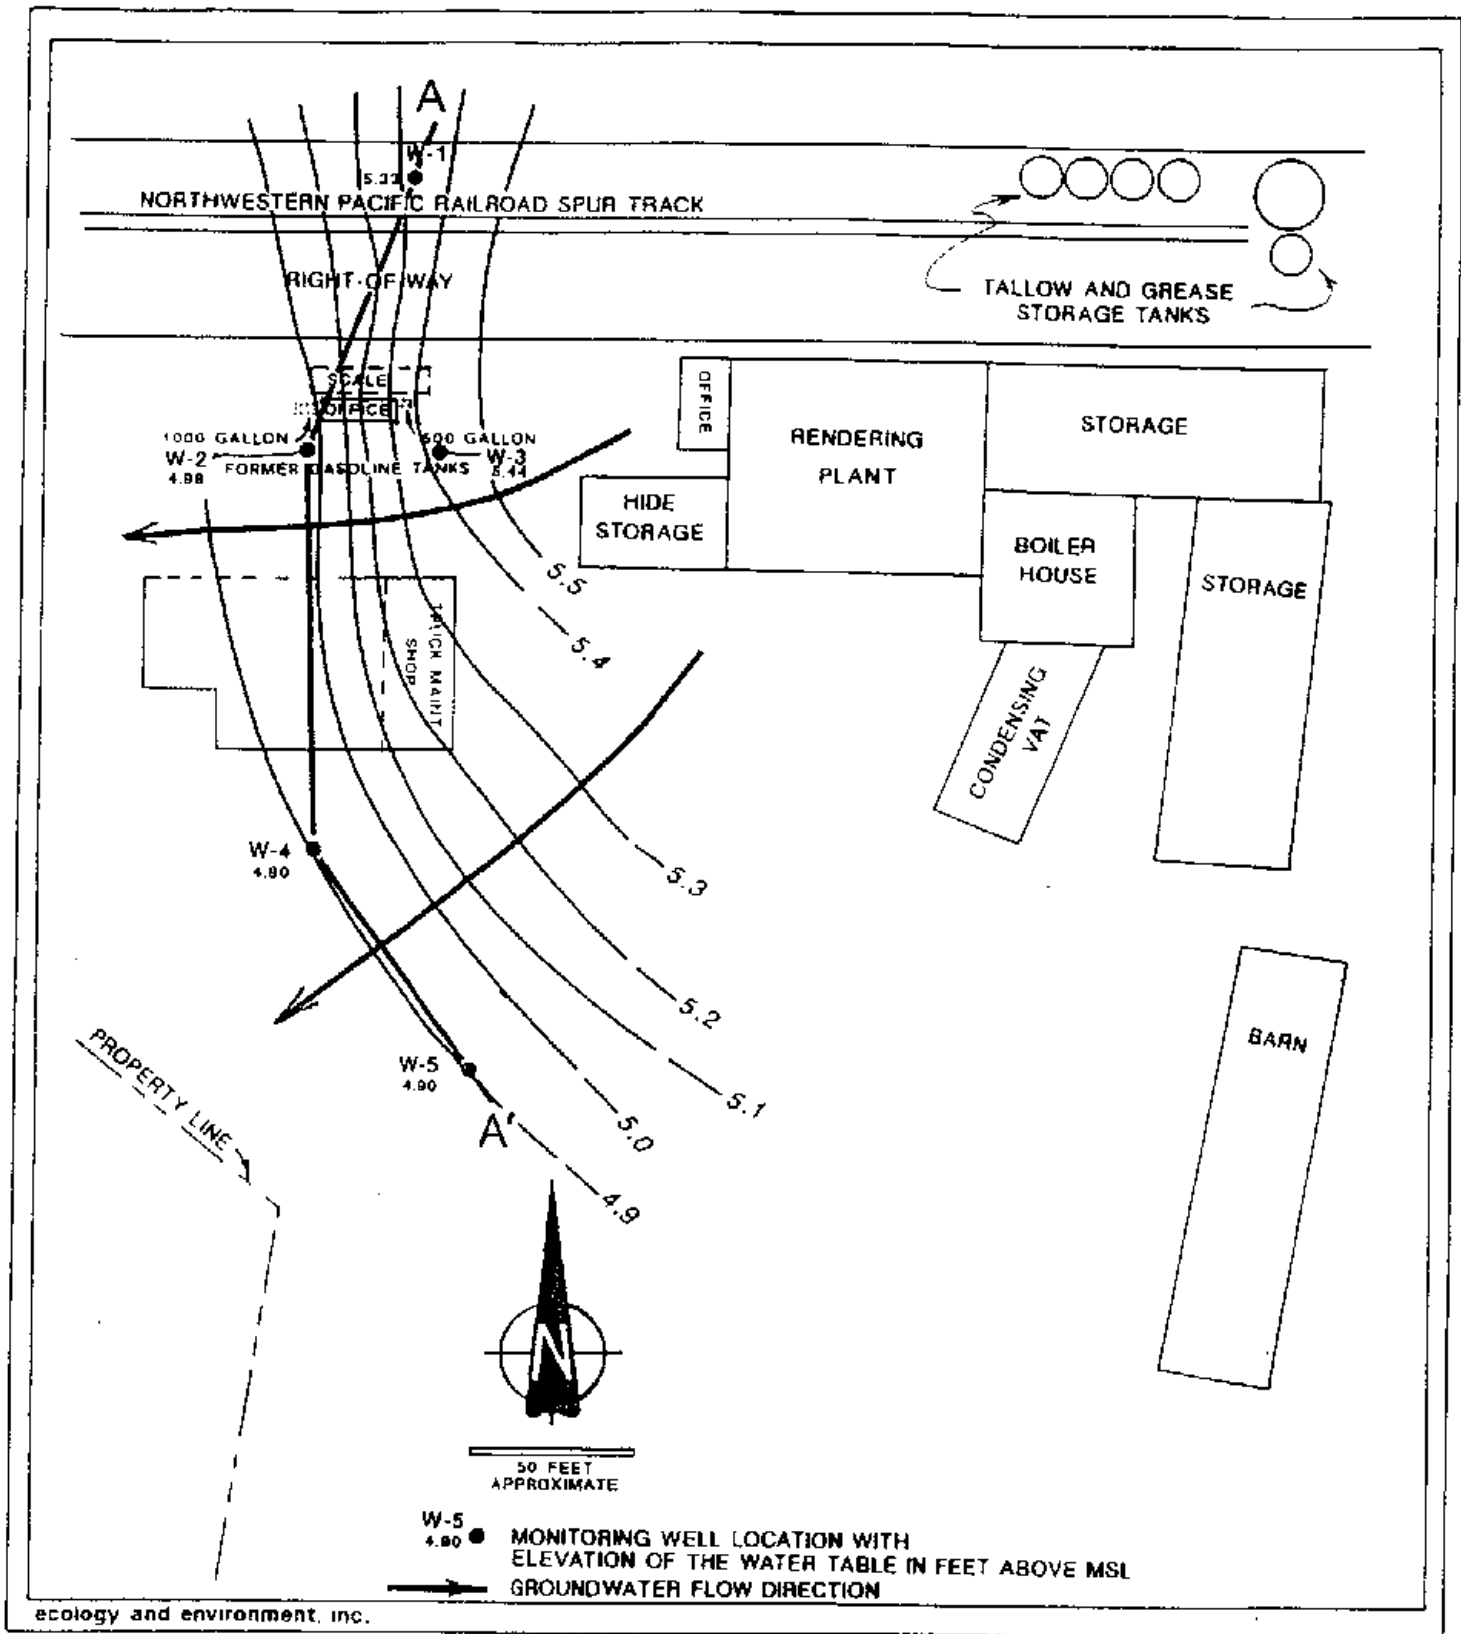 A
W-1
5.33
NORTHWESTERN PACIFIC RAILROAD SPUR TRACK
RIGHT-OF-WAY
TALLOW AND GREASE
STORAGE TANKS
SCALE
OFFICE
1000 GALLON
500 GALLON
W-2
4.98
FORMER GASOLINE TANKS
W-3
5.44
OFFICE
RENDERING
PLANT
STORAGE
HIDE
STORAGE
BOILER
HOUSE
STORAGE
5.5
5.4
TRUCK MAINT
SHOP
CONDENSING
VAT
W-4
4.90
5.3
5.2
BARN
PROPERTY LINE
W-5
4.90
5.1
A'
5.0
4.9
N
50 FEET
APPROXIMATE
W-5
4.90
MONITORING WELL LOCATION WITH
ELEVATION OF THE WATER TABLE IN FEET ABOVE MSL
GROUNDWATER FLOW DIRECTION
ecology and environment, inc.